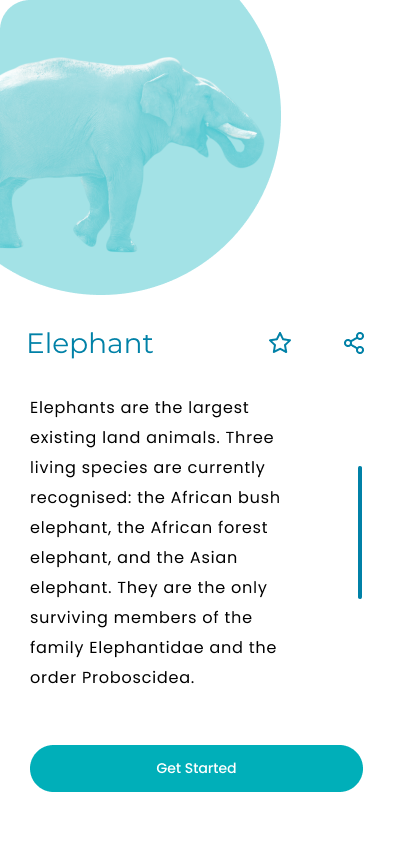 Elephant
Elephants are the largest
existing land animals. Three
living species are currently
recognised: the African bush
elephant, the African forest
elephant, and the Asian
elephant. They are the only
surviving members of the
family Elephantidae and the
order Proboscidea.
Get Started